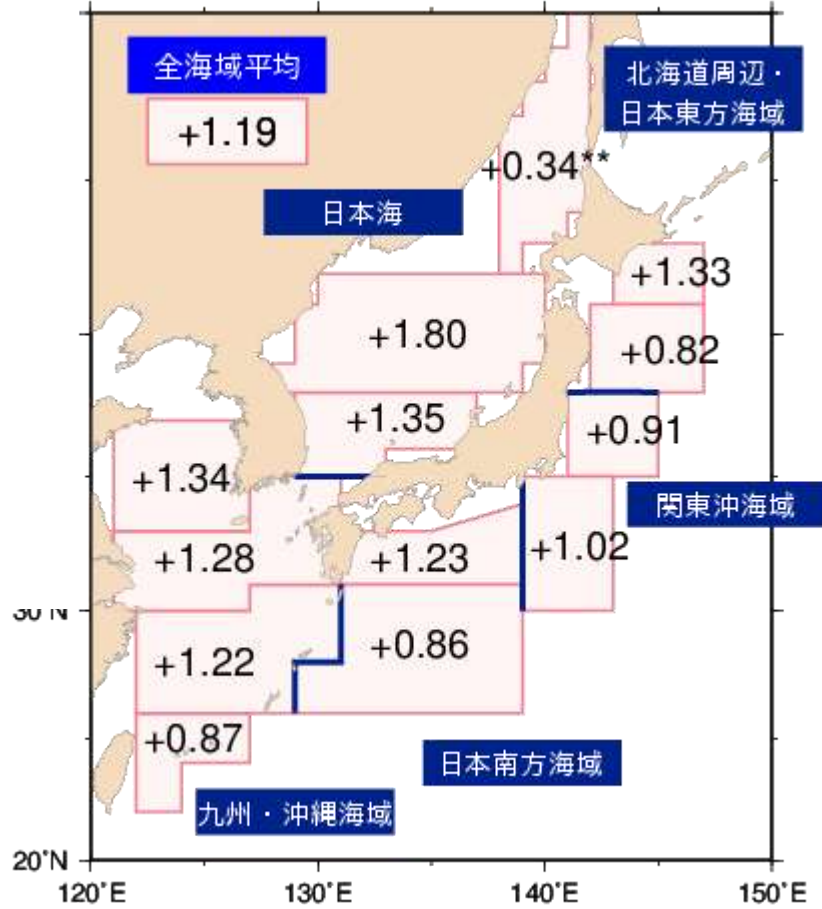 全海域平均
+1.19
北海道周辺・
日本東方海域
+0.34**
日本海
+1.33
+1.80
+0.82
+1.35
+0.91
+1.34
関東沖海域
+1.28
+1.23
+1.02
30°N
+1.22
+0.86
+0.87
日本南方海域
九州・沖縄海域
20°N
120°E
130°E
140°E
150°E